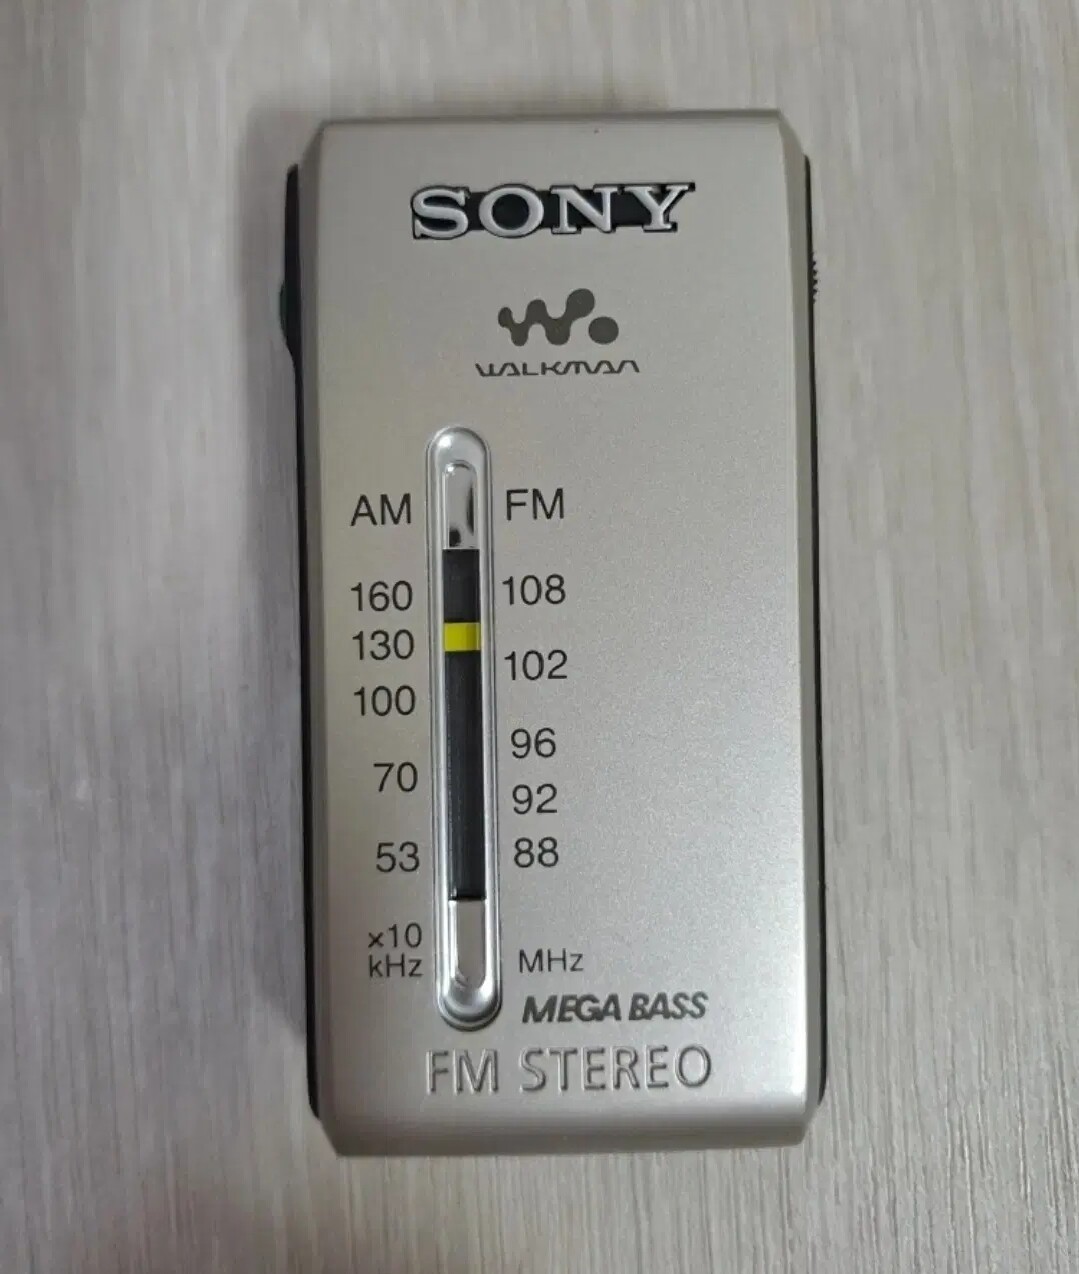 SONY
WALKMAN
AM FM
160 108
130 102
100 96
70 92
53 88
x10
kHz MHz
MEGA BASS
FM STEREO